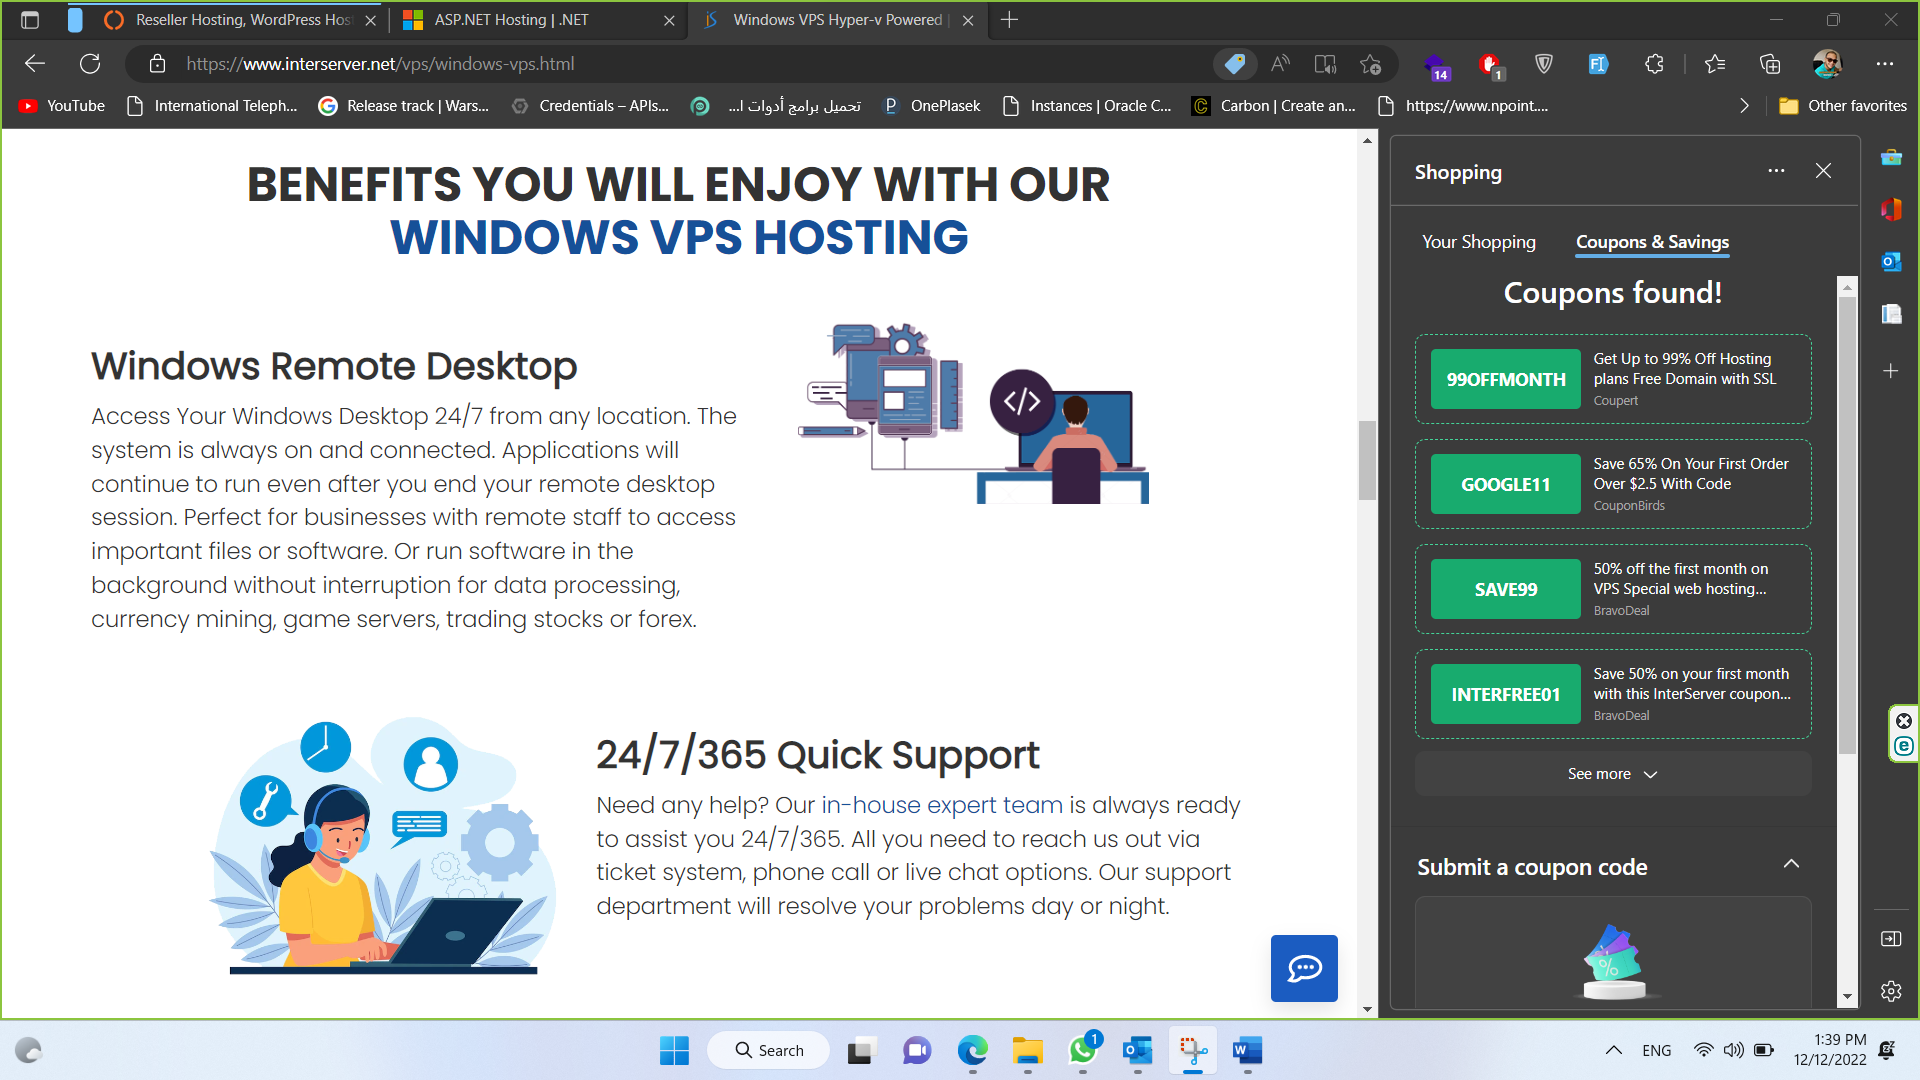 Reseller Hosting, WordPress Hos
ASP.NET Hosting | .NET
Windows VPS Hyper-v Powered |
https://www.interserver.net/vps/windows-vps.html
14
1
YouTube
International Teleph...
Release track | Wars...
Credentials – APIs...
تحميل برامج أدوات ا...
OnePlasek
Instances | Oracle C...
Carbon | Create an...
https://www.npoint....
Other favorites
BENEFITS YOU WILL ENJOY WITH OUR
WINDOWS VPS HOSTING
Windows Remote Desktop
Access Your Windows Desktop 24/7 from any location. The
system is always on and connected. Applications will
continue to run even after you end your remote desktop
session. Perfect for businesses with remote staff to access
important files or software. Or run software in the
background without interruption for data processing,
currency mining, game servers, trading stocks or forex.
</>
24/7/365 Quick Support
Need any help? Our in-house expert team is always ready
to assist you 24/7/365. All you need to reach us out via
ticket system, phone call or live chat options. Our support
department will resolve your problems day or night.
Shopping
Your Shopping
Coupons & Savings
Coupons found!
99OFFMONTH
Get Up to 99% Off Hosting
plans Free Domain with SSL
Coupert
GOOGLE11
Save 65% On Your First Order
Over $2.5 With Code
CouponBirds
SAVE99
50% off the first month on
VPS Special web hosting...
BravoDeal
INTERFREE01
Save 50% on your first month
with this InterServer coupon...
BravoDeal
See more
Submit a coupon code
%
Search
1
ENG
1:39 PM
12/12/2022